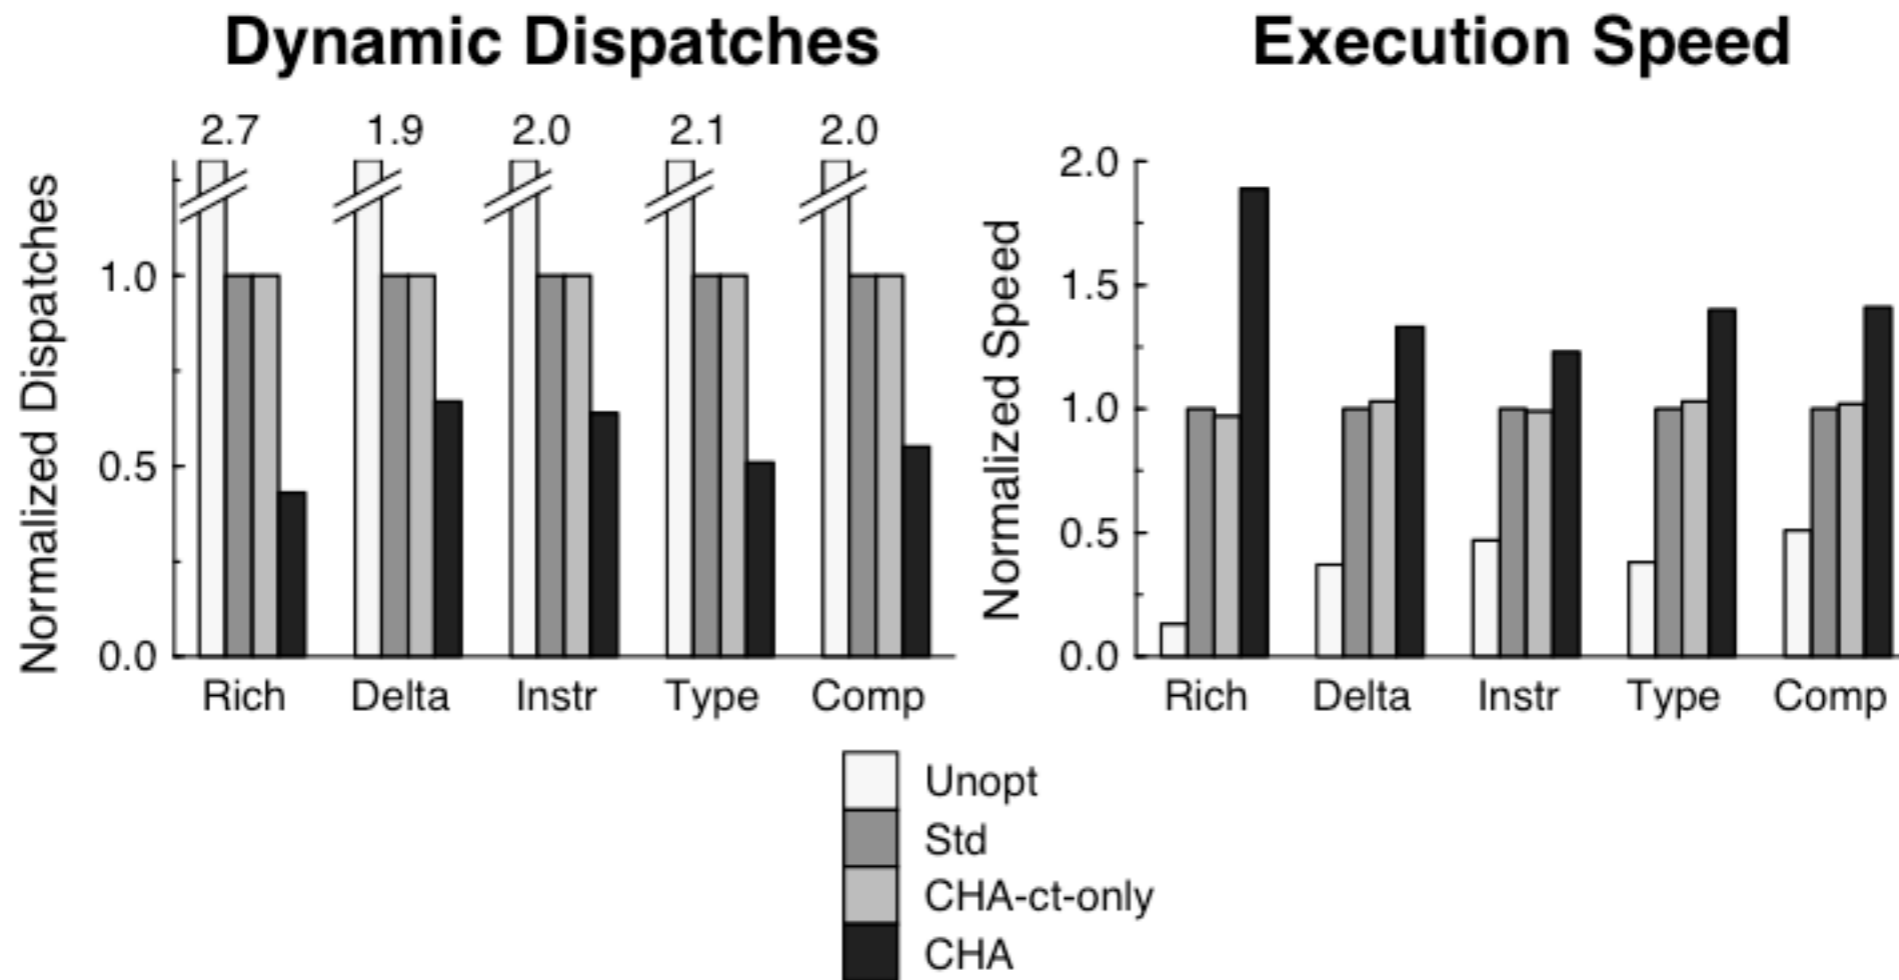 Dynamic Dispatches
Normalized Dispatches
2.7 1.9 2.0 2.1 2.0
1.0
0.5
0.0
Rich Delta Instr Type Comp
Execution Speed
Normalized Speed
2.0
1.5
1.0
0.5
0.0
Rich Delta Instr Type Comp
Unopt
Std
CHA-ct-only
CHA